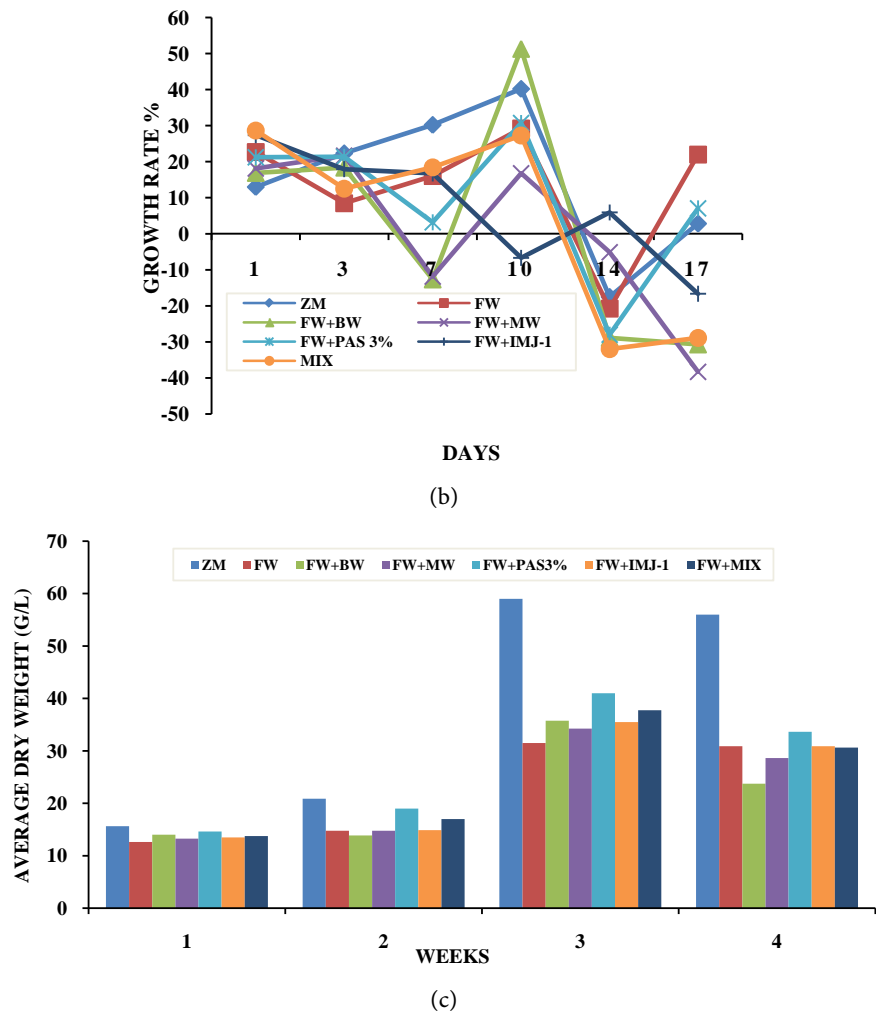 60
50
40
30
20
10
0
-10
-20
-30
-40
-50
GROWTH RATE %
1 3 7 10 14 17
ZM FW
FW+BW FW+MW
FW+PAS 3% FW+IMJ-1
MIX
DAYS
(b)
70
60
50
40
30
20
10
0
AVERAGE DRY WEIGHT (G/L)
ZM FW FW+BW FW+MW FW+PAS3% FW+IMJ-1 FW+MIX
1 2 3 4
WEEKS
(c)